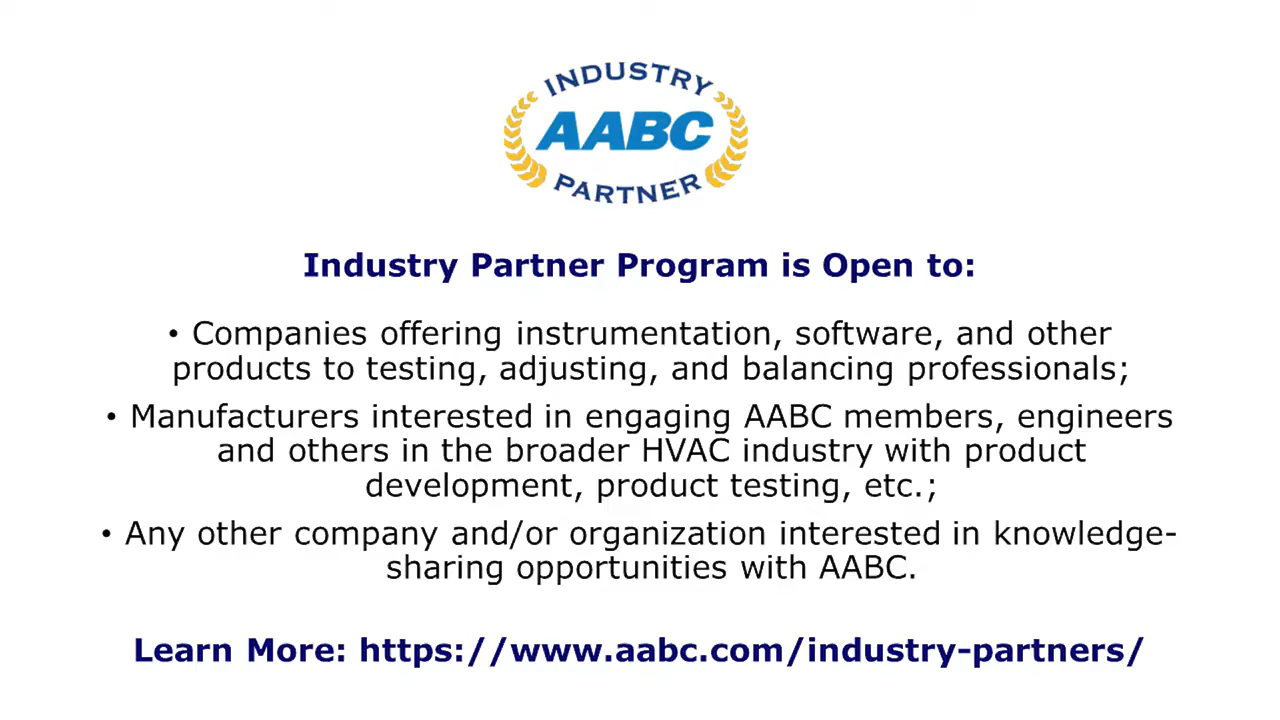 INDUSTRY
AABC
PARTNER
Industry Partner Program is Open to:
• Companies offering instrumentation, software, and other
products to testing, adjusting, and balancing professionals;
• Manufacturers interested in engaging AABC members, engineers
and others in the broader HVAC industry with product
development, product testing, etc.;
• Any other company and/or organization interested in knowledge-
sharing opportunities with AABC.
Learn More: https://www.aabc.com/industry-partners/